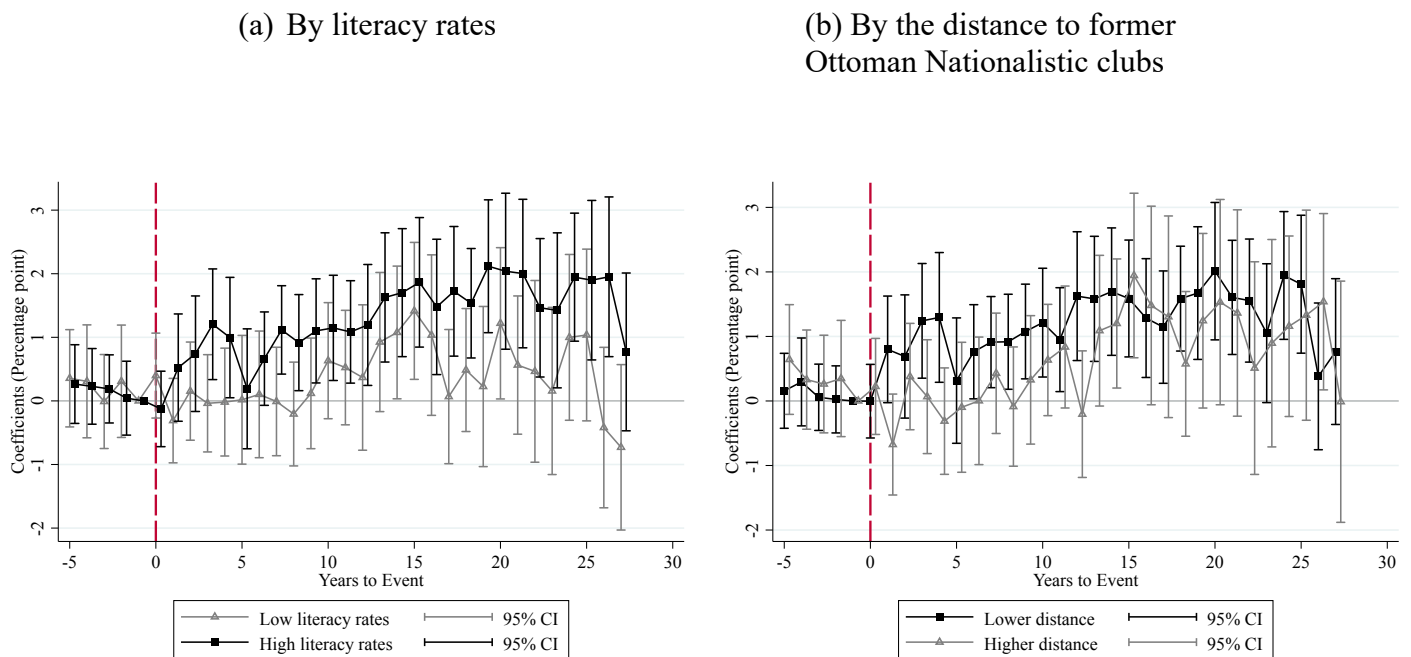 (a) By literacy rates
(b) By the distance to former
Ottoman Nationalistic clubs
Coefficients (Percentage point)
3
2
1
0
-1
-2
-5 0 5 10 15 20 25 30
Years to Event
Low literacy rates 95% CI
High literacy rates 95% CI
Coefficients (Percentage point)
3
2
1
0
-1
-2
-5 0 5 10 15 20 25 30
Years to Event
Lower distance 95% CI
Higher distance 95% CI